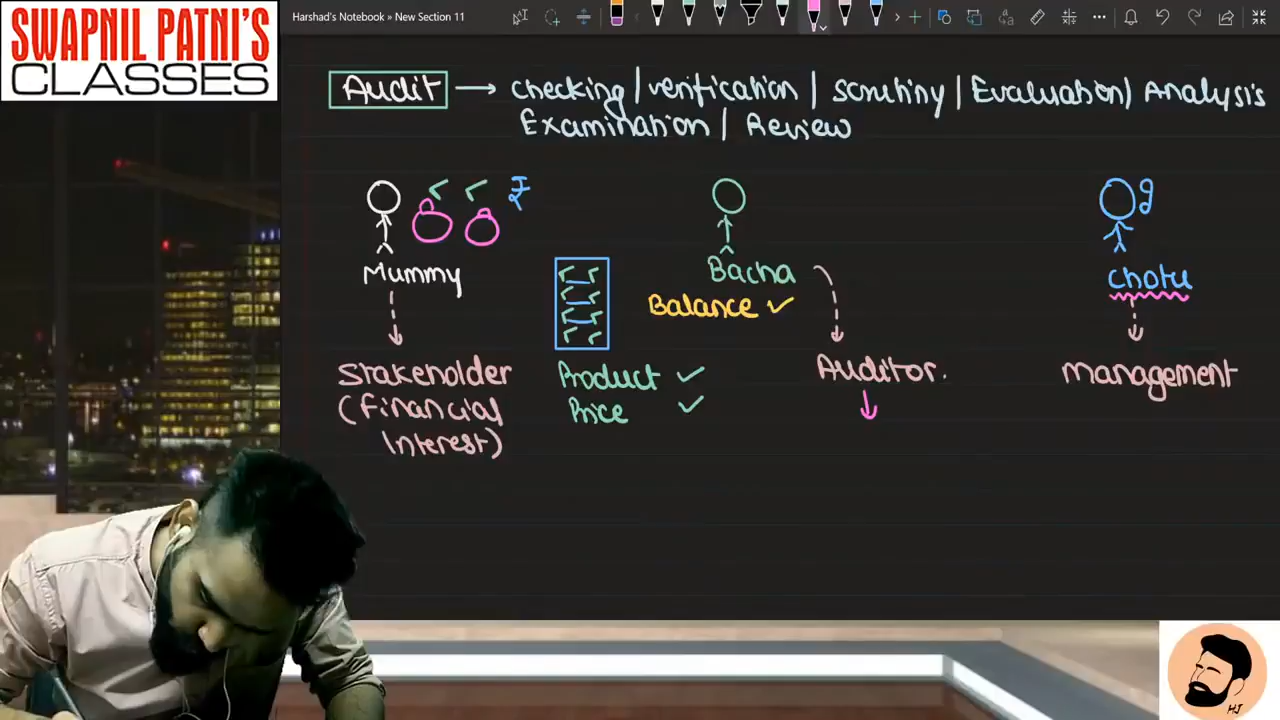 SWAPNIL PATNI'S
CLASSES
Harshad's Notebook » New Section 11
Audit → checking / verification | scrutiny | Evaluation / Analysis
Examination / Review
₹
Mummy
Bacha
chotu
Balance ✓
Stakeholder
(financial
Interest)
Product ✓
Price ✓
Auditor.
management
HJ